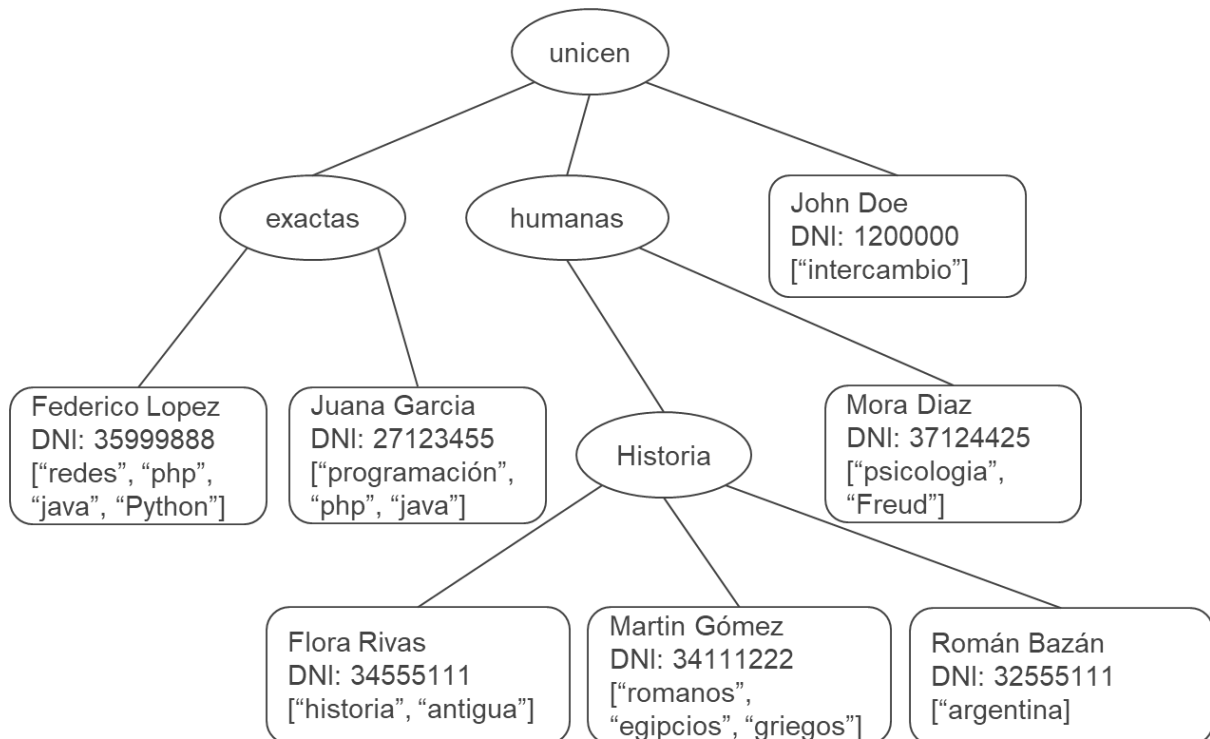 unicen
exactas
humanas
John Doe
DNI: 1200000
[“intercambio”]
Federico Lopez
DNI: 35999888
[“redes”, “php”,
“java”, “Python”]
Juana Garcia
DNI: 27123455
[“programación”,
“php”, “java”]
Historia
Mora Diaz
DNI: 37124425
[“psicologia”,
“Freud”]
Flora Rivas
DNI: 34555111
[“historia”, “antigua”]
Martin Gómez
DNI: 34111222
[“romanos”,
“egipcios”, “griegos”]
Román Bazán
DNI: 32555111
[“argentina]